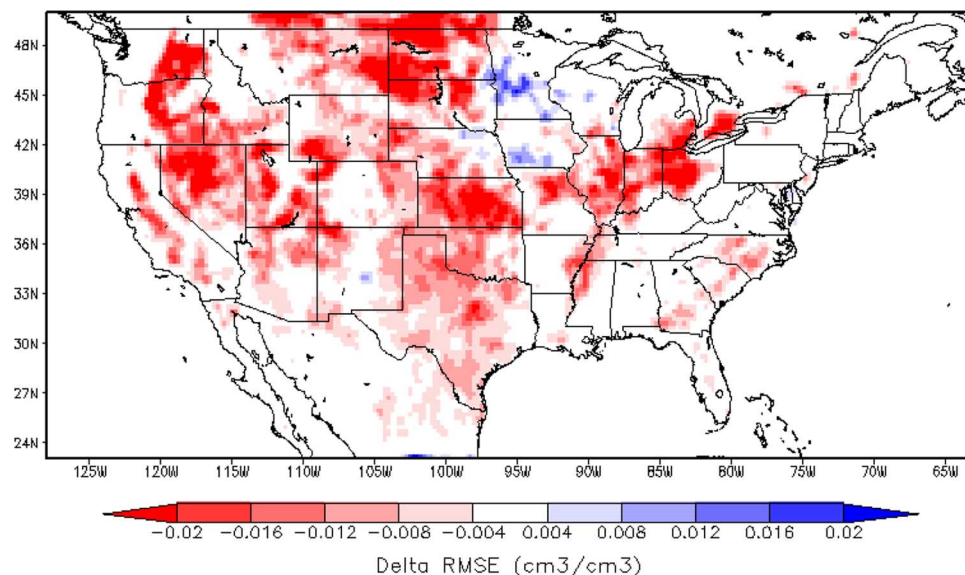 48N
45N
42N
39N
36N
33N
30N
27N
24N
125W 120W 115W 110W 105W 100W 95W 90W 85W 80W 75W 70W 65W
-0.02 -0.016 -0.012 -0.008 -0.004 0.004 0.008 0.012 0.016 0.02
Delta RMSE (cm3/cm3)